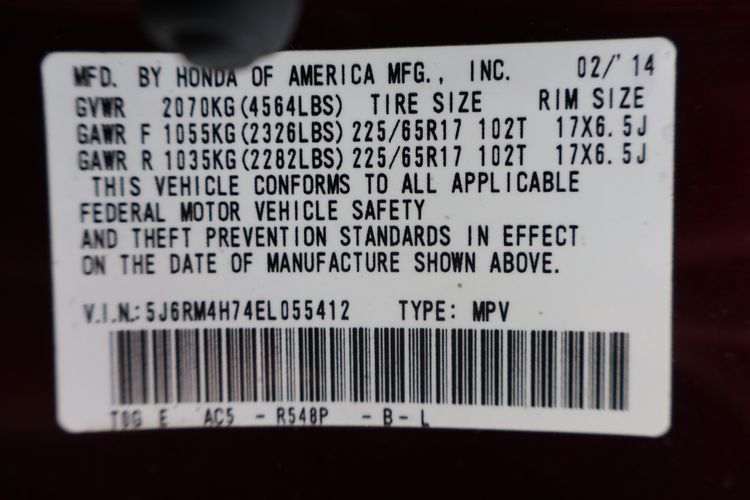 MFD. BY HONDA OF AMERICA MFG., INC. 02/'14
GVWR 2070KG(4564LBS) TIRE SIZE RIM SIZE
GAWR F 1055KG(2326LBS) 225/65R17 102T 17X6.5J
GAWR R 1035KG(2282LBS) 225/65R17 102T 17X6.5J
THIS VEHICLE CONFORMS TO ALL APPLICABLE
FEDERAL MOTOR VEHICLE SAFETY
AND THEFT PREVENTION STANDARDS IN EFFECT
ON THE DATE OF MANUFACTURE SHOWN ABOVE.
V.I.N.: 5J6RM4H74EL055412 TYPE: MPV
T0G E AC5 - R548P - B - L